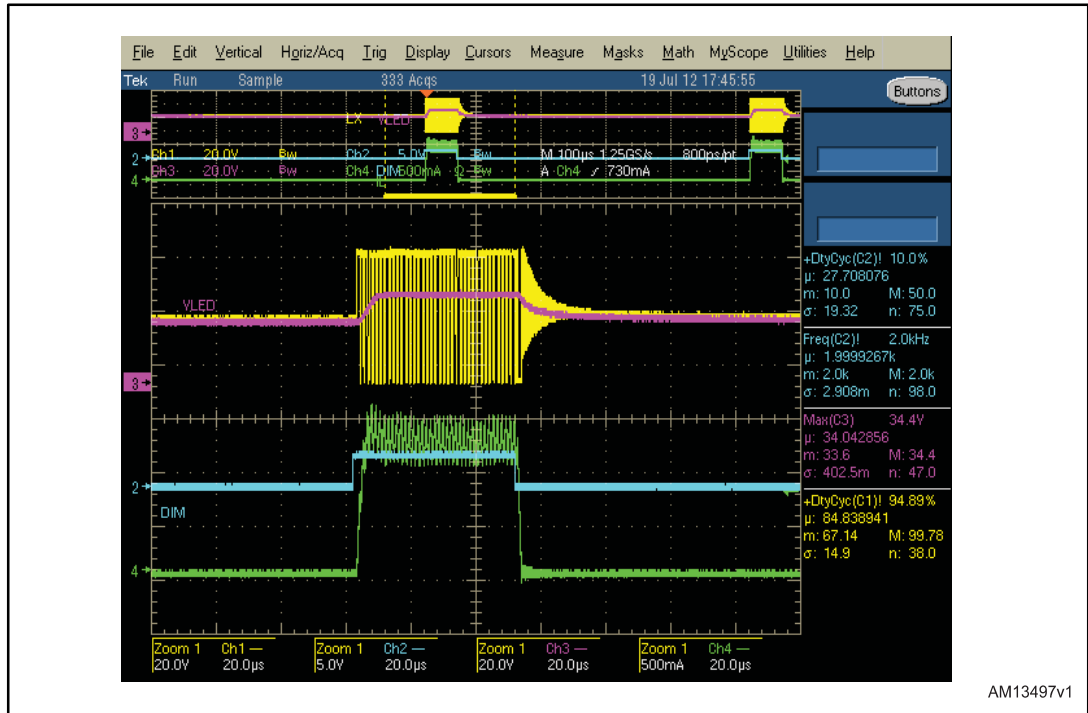 File Edit Vertical Horiz/Acq Trig Display Cursors Measure Masks Math MyScope Utilities Help
Tek Run Sample 333 Acqs 19 Jul 12 17:45:55
Buttons
LX VLED
3
Ch1 20.0V Bw Ch2 5.0V Bw M 100µs 1.25GS/s 800ps/pt
2
Ch3 20.0V Bw Ch4 500mA Ω Bw A Ch4 730mA
DIM
4
+DtyCyc(C2)! 10.0%
µ: 27.708076
m: 10.0 M: 50.0
σ: 19.32 n: 75.0
VLED
Freq(C2)! 2.0kHz
µ: 1.9999267k
m: 2.0k M: 2.0k
σ: 2.908m n: 98.0
3
Max(C3) 34.4V
µ: 34.042856
m: 33.6 M: 34.4
σ: 402.5m n: 47.0
2
DIM
+DtyCyc(C1)! 94.89%
µ: 84.838941
m: 67.14 M: 99.78
σ: 14.9 n: 38.0
4
Zoom 1 Ch1 Zoom 1 Ch2 Zoom 1 Ch3 Zoom 1 Ch4
20.0V 20.0µs 5.0V 20.0µs 20.0V 20.0µs 500mA 20.0µs
AM13497v1